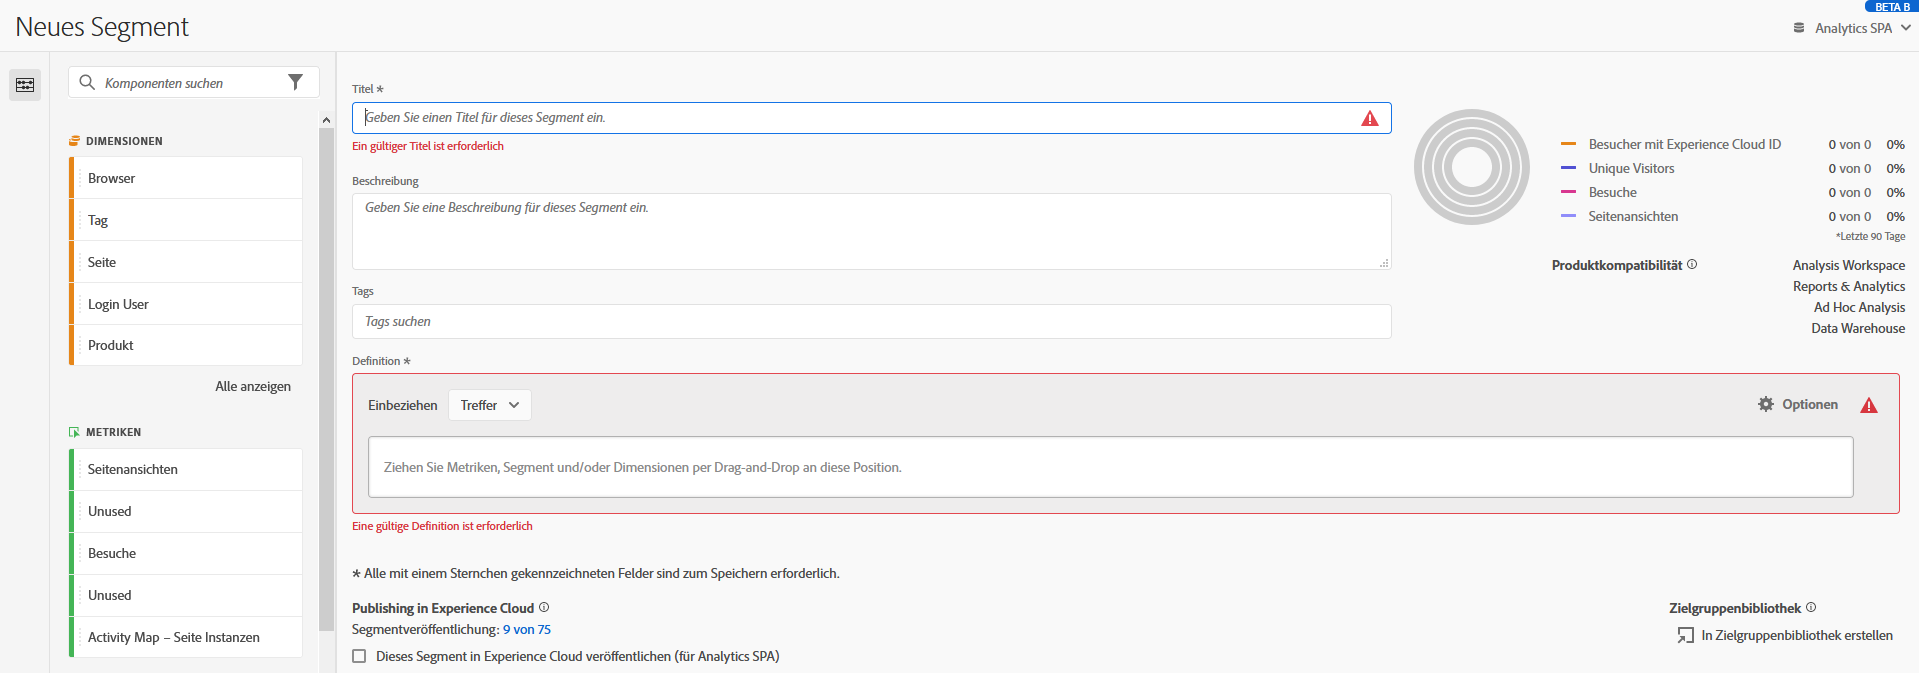 BETA B
Neues Segment
Analytics SPA
Komponenten suchen
DIMENSIONEN
Browser
Tag
Seite
Login User
Produkt
Alle anzeigen
METRIKEN
Seitenansichten
Unused
Besuche
Unused
Activity Map – Seite Instanzen
Titel *
Geben Sie einen Titel für dieses Segment ein.
Ein gültiger Titel ist erforderlich
Beschreibung
Geben Sie eine Beschreibung für dieses Segment ein.
Tags
Tags suchen
Besucher mit Experience Cloud ID 0 von 0 0%
Unique Visitors 0 von 0 0%
Besuche 0 von 0 0%
Seitenansichten 0 von 0 0%
*Letzte 90 Tage
Produktkompatibilität Analysis Workspace
Reports & Analytics
Ad Hoc Analysis
Data Warehouse
Definition *
Einbeziehen Treffer Optionen
Ziehen Sie Metriken, Segment und/oder Dimensionen per Drag-and-Drop an diese Position.
Eine gültige Definition ist erforderlich
* Alle mit einem Sternchen gekennzeichneten Felder sind zum Speichern erforderlich.
Publishing in Experience Cloud
Segmentveröffentlichung: 9 von 75
Dieses Segment in Experience Cloud veröffentlichen (für Analytics SPA)
Zielgruppenbibliothek
In Zielgruppenbibliothek erstellen